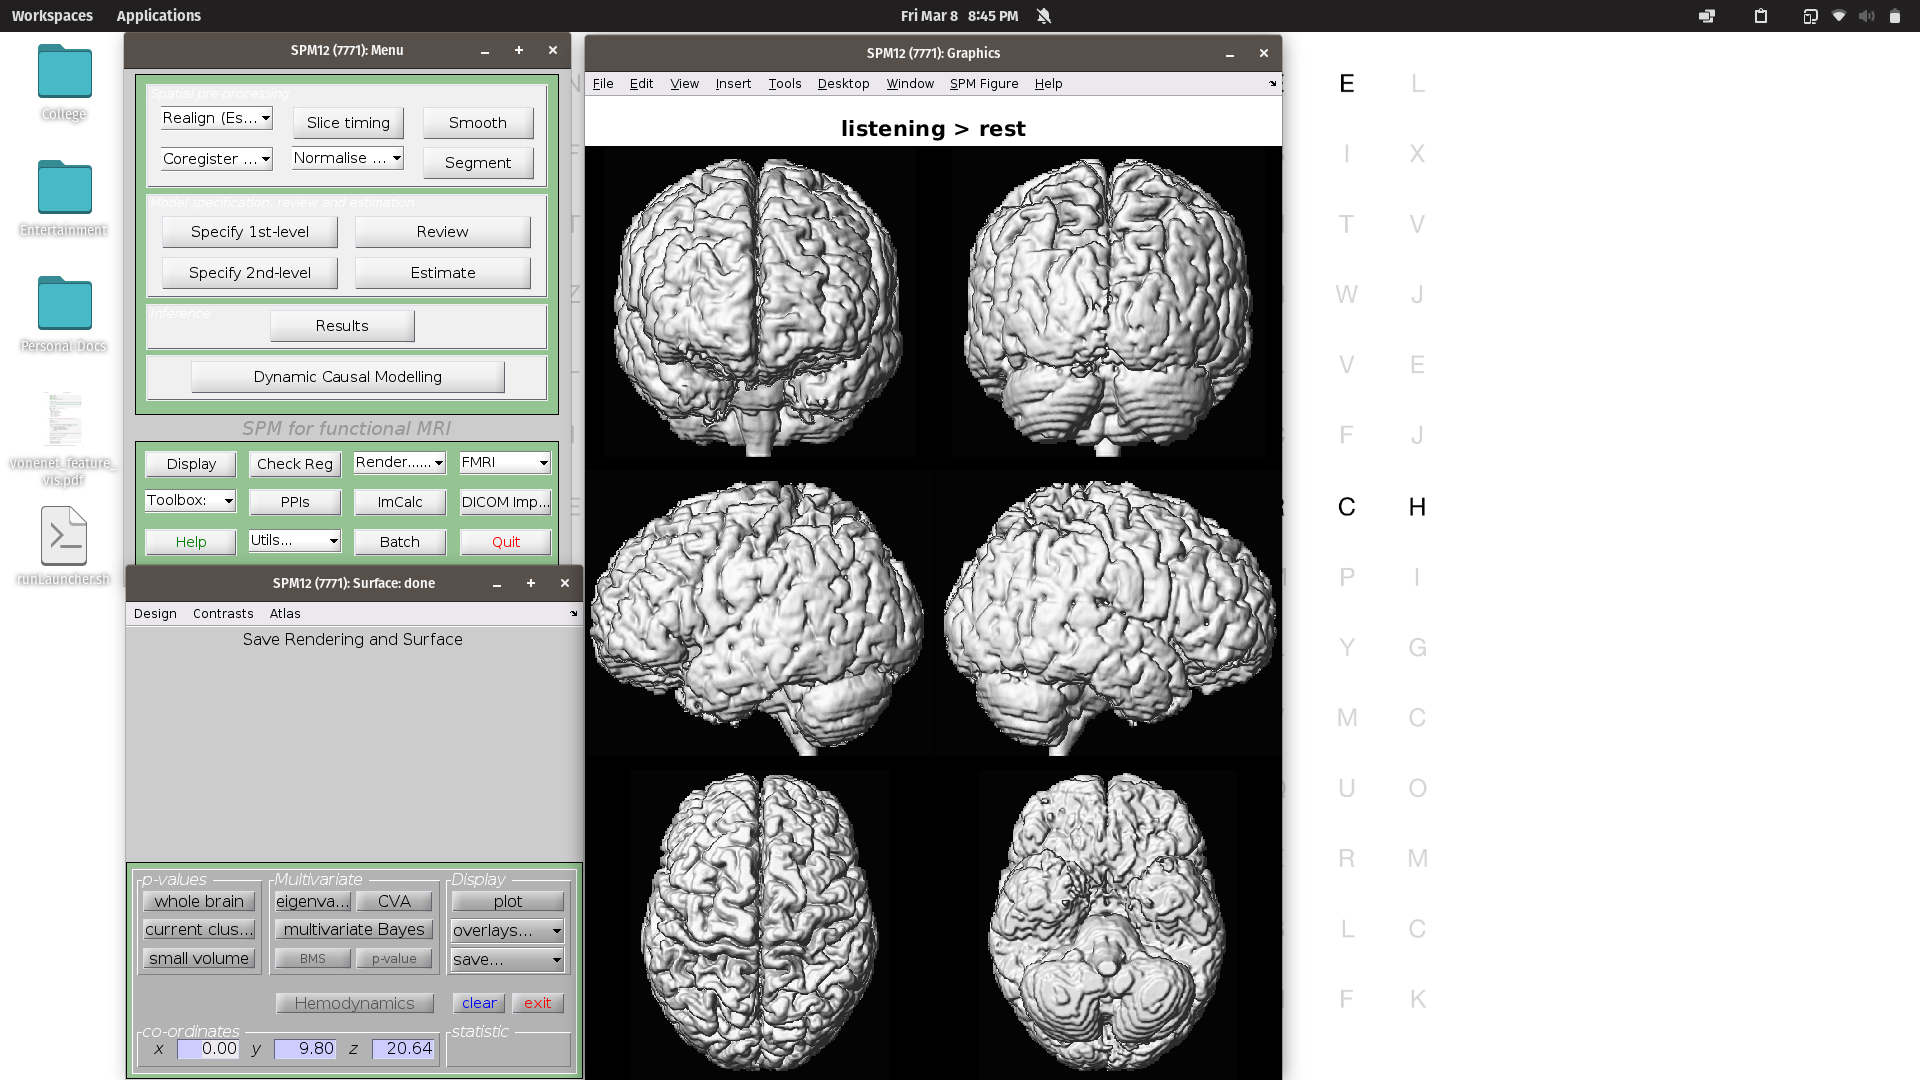 Workspaces Applications Fri Mar 8 8:45 PM
College
Entertainment
Personal Docs
vonenet_feature_
vis.pdf
runLauncher.sh
SPM12 (7771): Menu
Spatial pre-processing
Realign (Es... Slice timing Smooth
Coregister ... Normalise ... Segment
Model specification, review and estimation
Specify 1st-level Review
Specify 2nd-level Estimate
Inference
Results
Dynamic Causal Modelling
SPM for functional MRI
Display Check Reg Render...... FMRI
Toolbox: PPIs ImCalc DICOM Imp...
Help Utils... Batch Quit
SPM12 (7771): Surface: done
Design Contrasts Atlas
Save Rendering and Surface
p-values Multivariate Display
whole brain eigenva... CVA plot
current clus... multivariate Bayes overlays...
small volume BMS p-value save...
Hemodynamics clear exit
co-ordinates statistic
x 0.00 y 9.80 z 20.64
SPM12 (7771): Graphics
File Edit View Insert Tools Desktop Window SPM Figure Help
listening > rest
E L
I X
T V
W J
V E
F J
C H
P I
Y G
M C
U O
R M
L C
F K